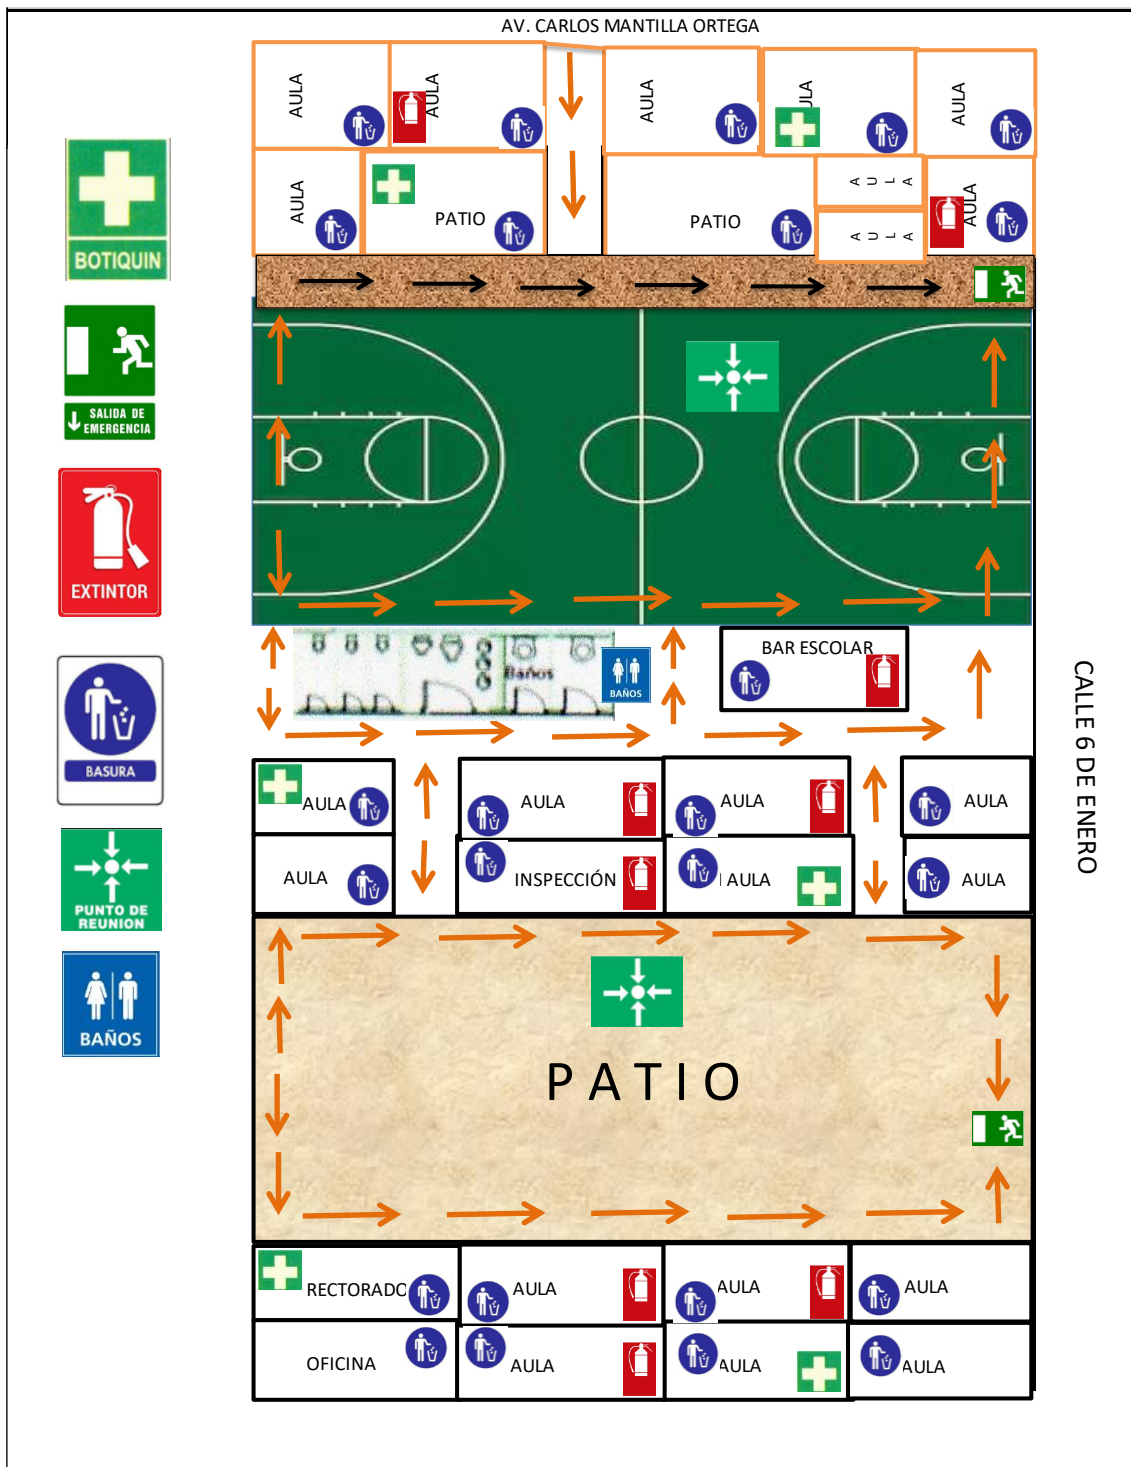 AV. CARLOS MANTILLA ORTEGA
AULA
AULA
AULA
ULA
AULA
AULA
PATIO
PATIO
AULA
AULA
AULA
BOTIQUIN
SALIDA DE
EMERGENCIA
EXTINTOR
BASURA
PUNTO DE
REUNION
BAÑOS
Baños
BAÑOS
BAR ESCOLAR
CALLE 6 DE ENERO
AULA
AULA
AULA
AULA
AULA
INSPECCIÓN
AULA
AULA
PATIO
RECTORADO
AULA
AULA
AULA
OFICINA
AULA
AULA
AULA